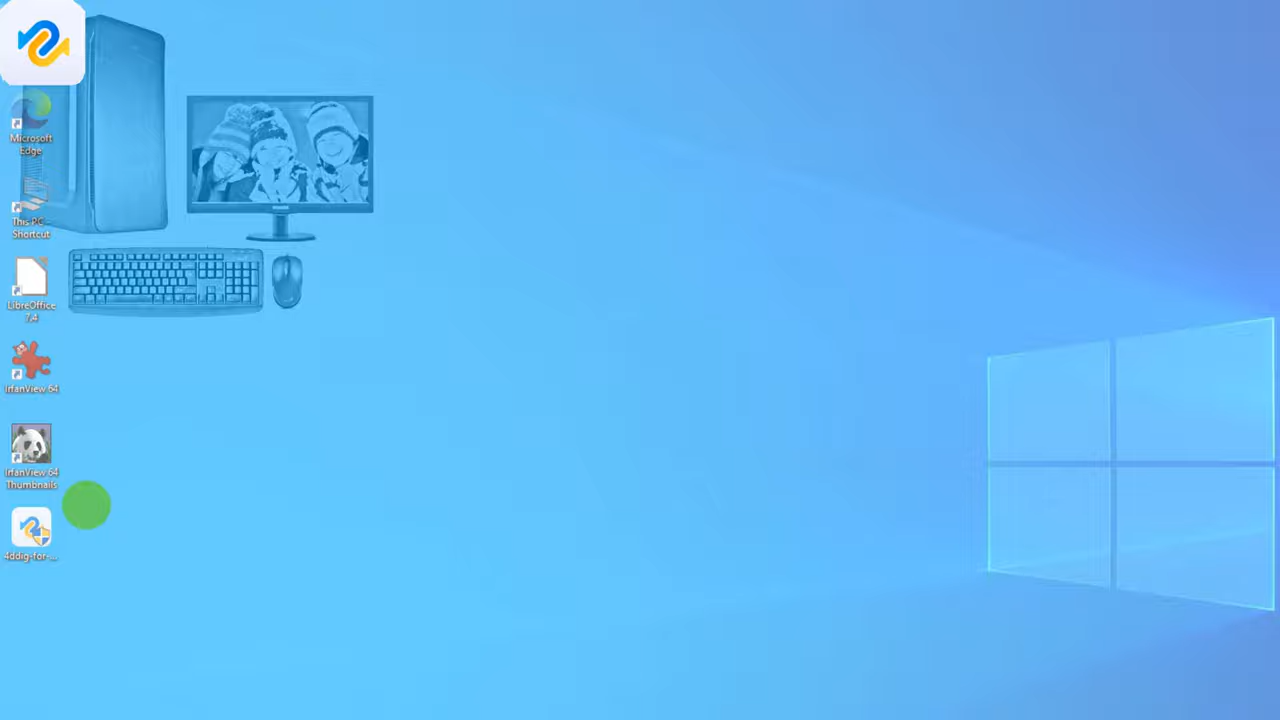 Microsoft
Edge
This PC -
Shortcut
LibreOffice
7.4
IrfanView 64
IrfanView 64
Thumbnails
4ddig-for-...